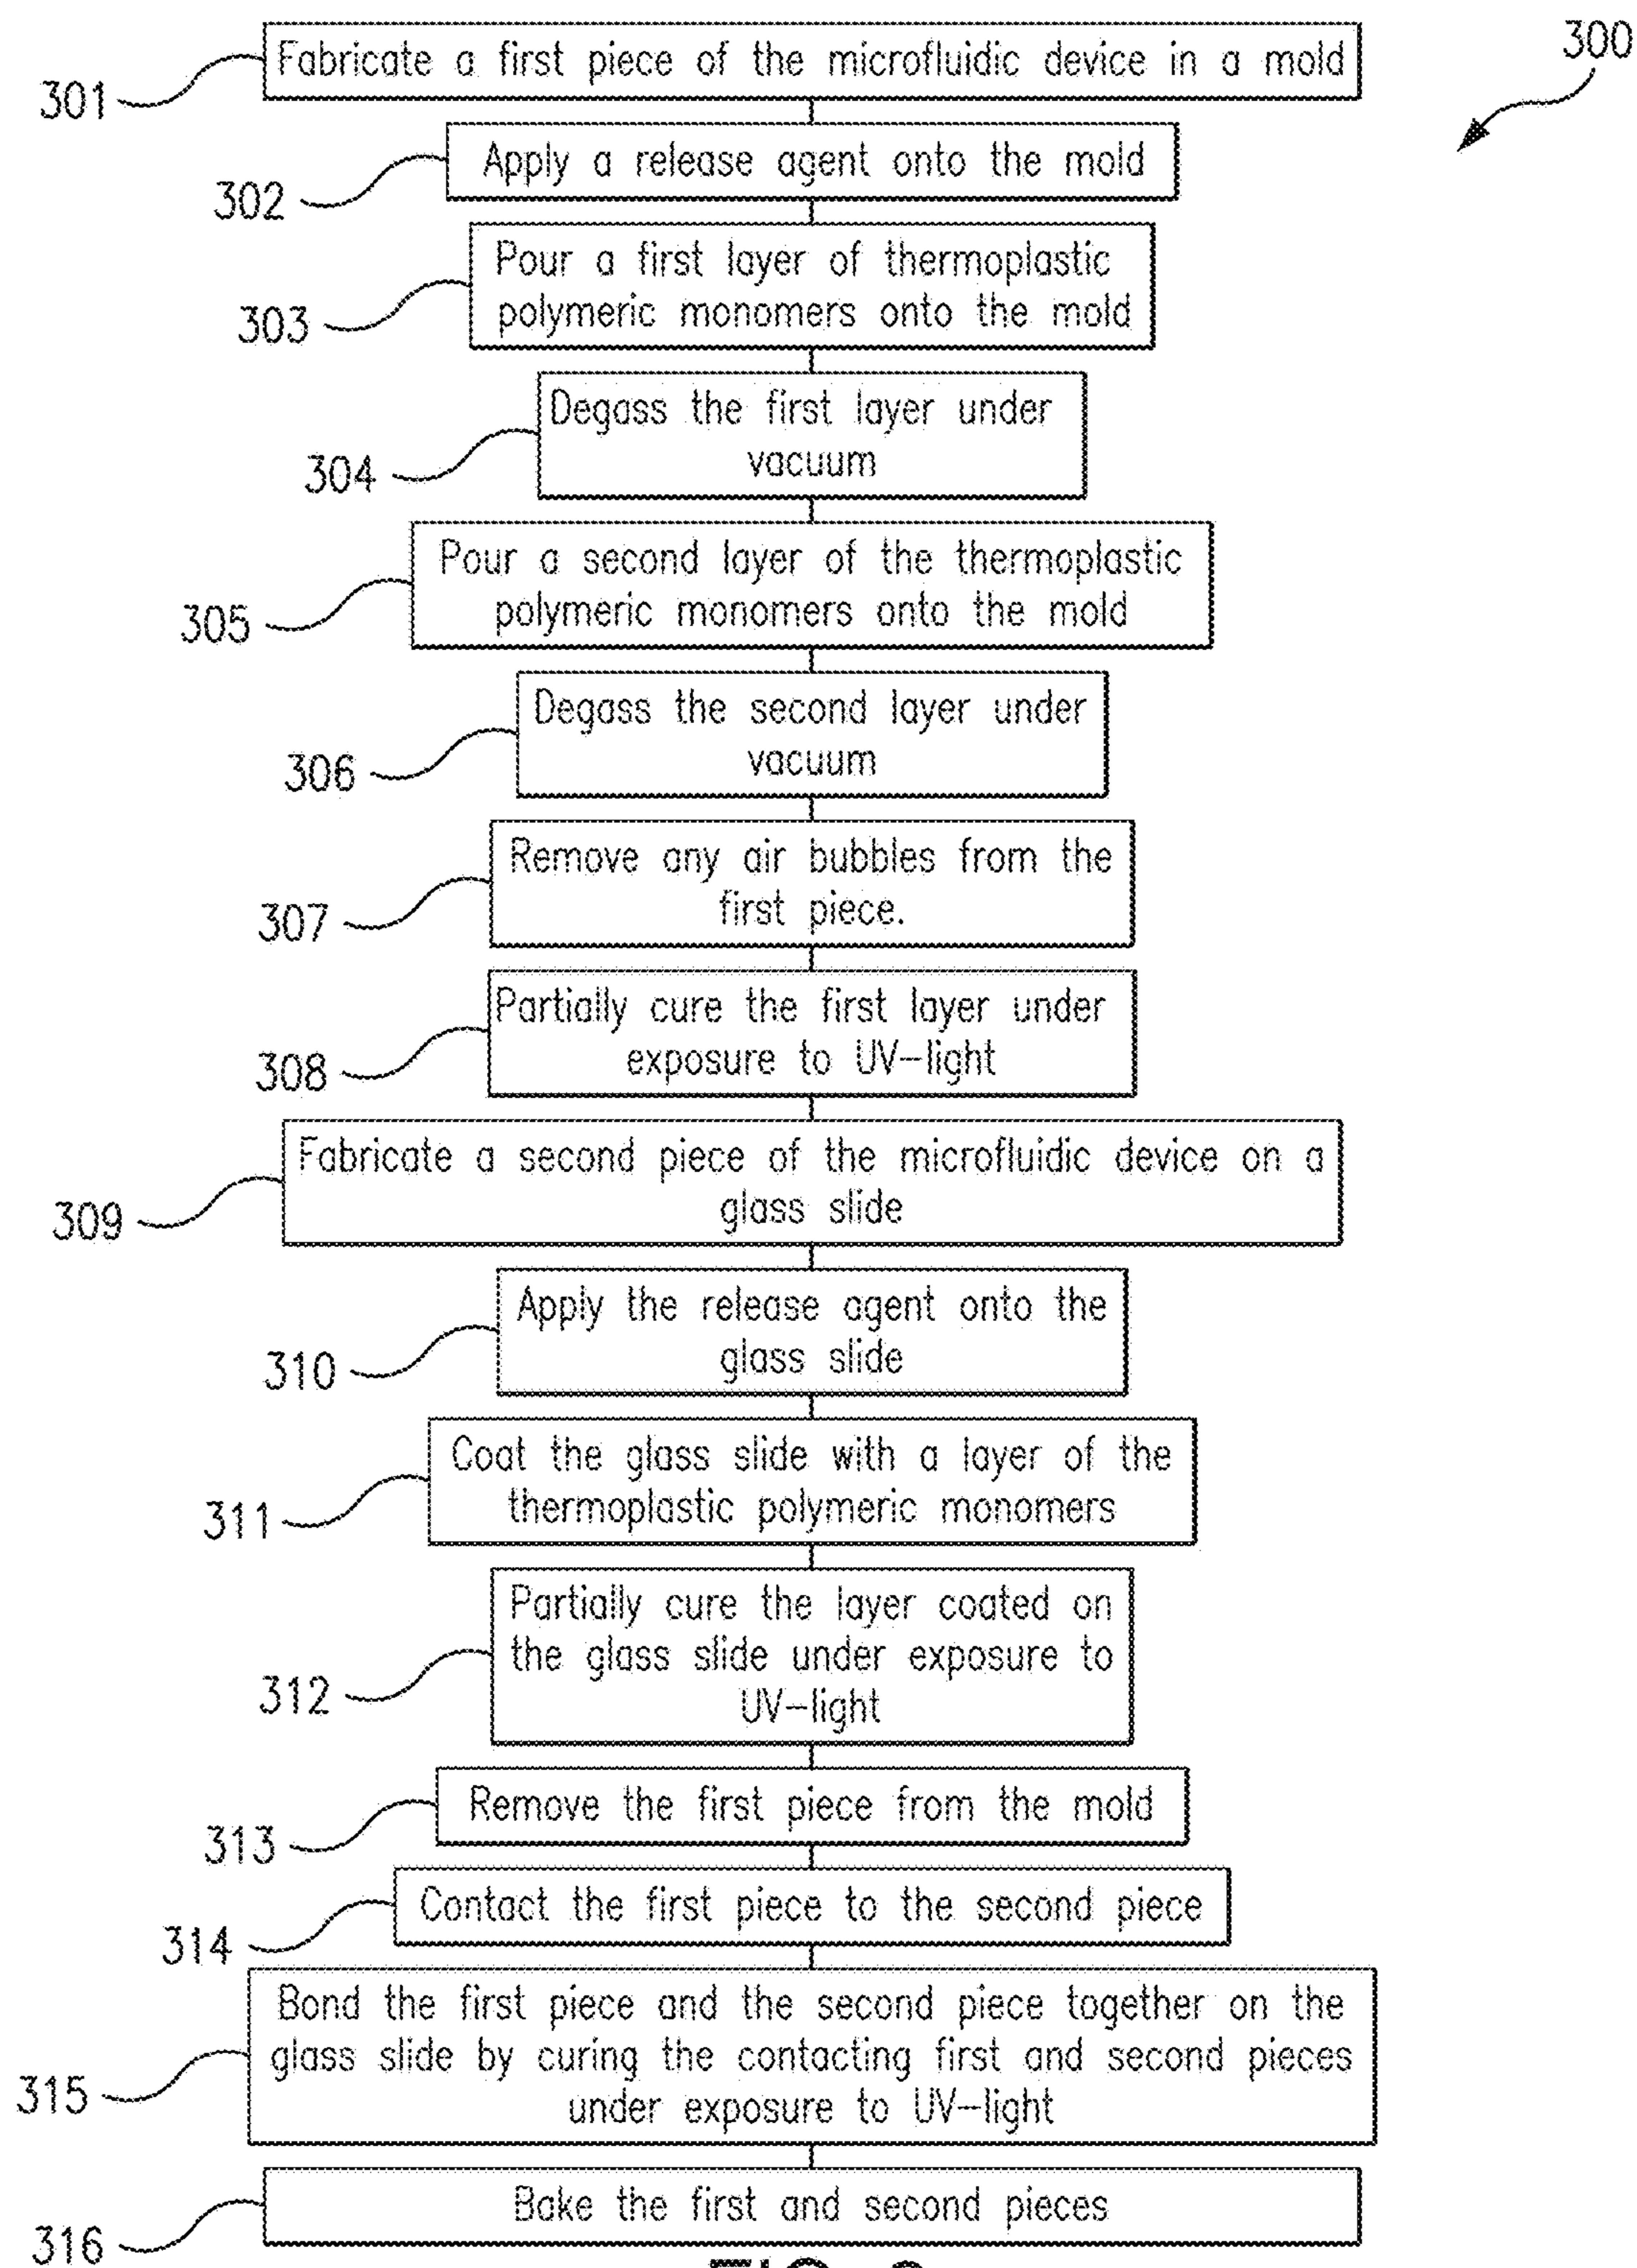 300
301
Fabricate a first piece of the microfluidic device in a mold
302
Apply a release agent onto the mold
303
Pour a first layer of thermoplastic
polymeric monomers onto the mold
304
Degass the first layer under
vacuum
305
Pour a second layer of the thermoplastic
polymeric monomers onto the mold
306
Degass the second layer under
vacuum
307
Remove any air bubbles from the
first piece.
308
Partially cure the first layer under
exposure to UV-light
309
Fabricate a second piece of the microfluidic device on a
glass slide
310
Apply the release agent onto the
glass slide
311
Coat the glass slide with a layer of the
thermoplastic polymeric monomers
312
Partially cure the layer coated on
the glass slide under exposure to
UV-light
313
Remove the first piece from the mold
314
Contact the first piece to the second piece
315
Bond the first piece and the second piece together on the
glass slide by curing the contacting first and second pieces
under exposure to UV-light
316
Bake the first and second pieces